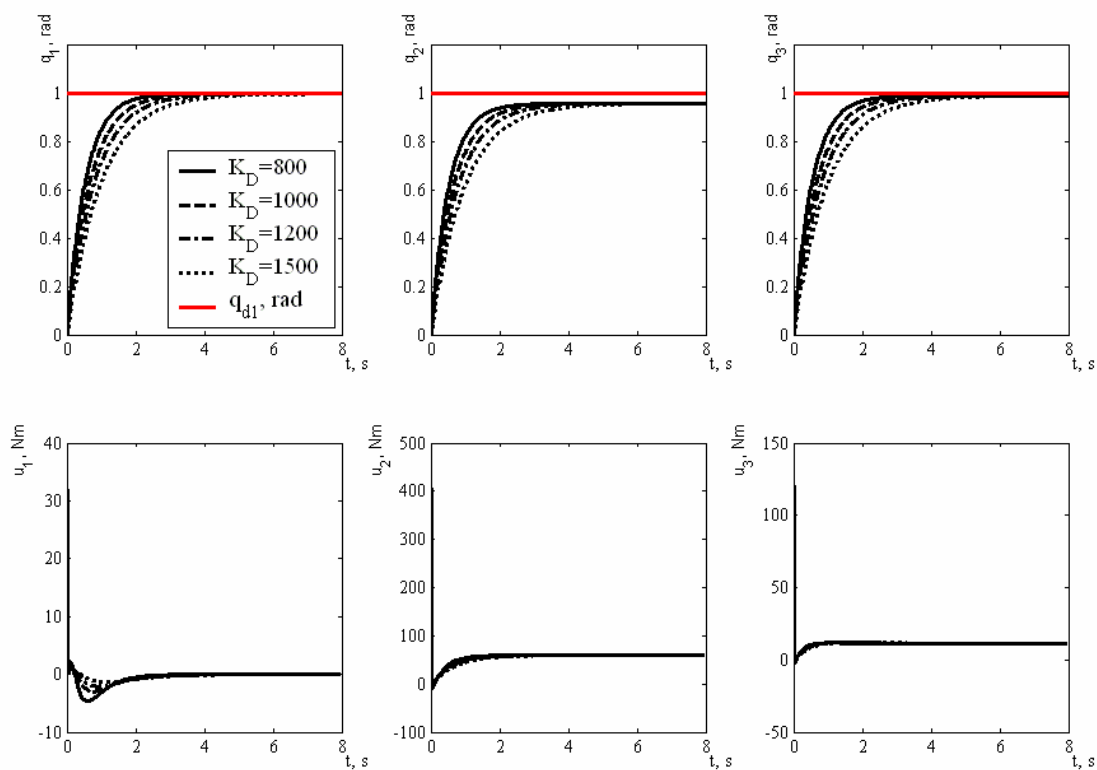 q1, rad
1
0.8
0.6
0.4
0.2
0
0 2 4 6 8
t, s
KD=800
KD=1000
KD=1200
KD=1500
qd1, rad
q2, rad
1
0.8
0.6
0.4
0.2
0
0 2 4 6 8
t, s
q3, rad
1
0.8
0.6
0.4
0.2
0
0 2 4 6 8
t, s
u1, Nm
40
30
20
10
0
-10
0 2 4 6 8
t, s
u2, Nm
500
400
300
200
100
0
-100
0 2 4 6 8
t, s
u3, Nm
150
100
50
0
-50
0 2 4 6 8
t, s